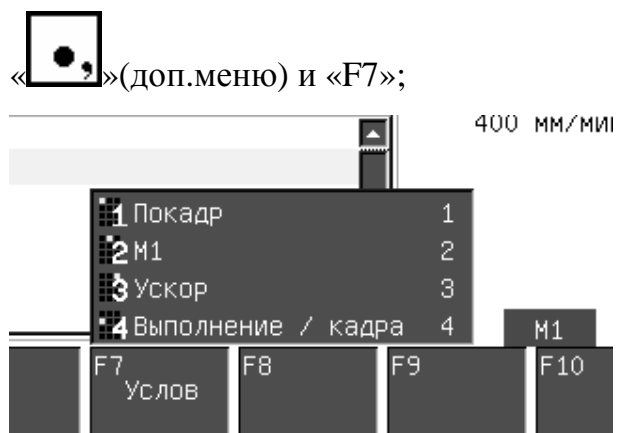 «●,»(доп.меню) и «F7»;
400 мм/ми
1 Покадр 1
2 М1 2
3 Ускор 3
4 Выполнение / кадра 4
М1
F7 F8 F9 F10
Услов